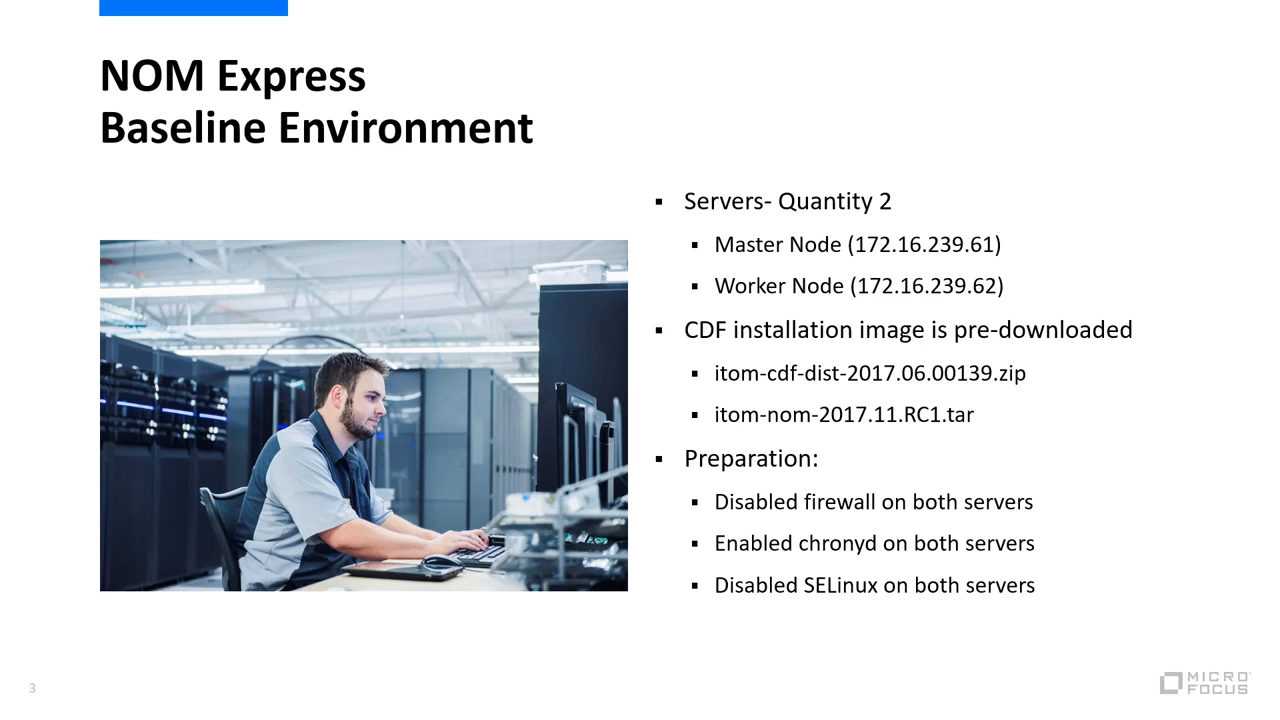 NOM Express
Baseline Environment
▪ Servers- Quantity 2
▪ Master Node (172.16.239.61)
▪ Worker Node (172.16.239.62)
▪ CDF installation image is pre-downloaded
▪ itom-cdf-dist-2017.06.00139.zip
▪ itom-nom-2017.11.RC1.tar
▪ Preparation:
▪ Disabled firewall on both servers
▪ Enabled chronyd on both servers
▪ Disabled SELinux on both servers
3
MICRO
FOCUS